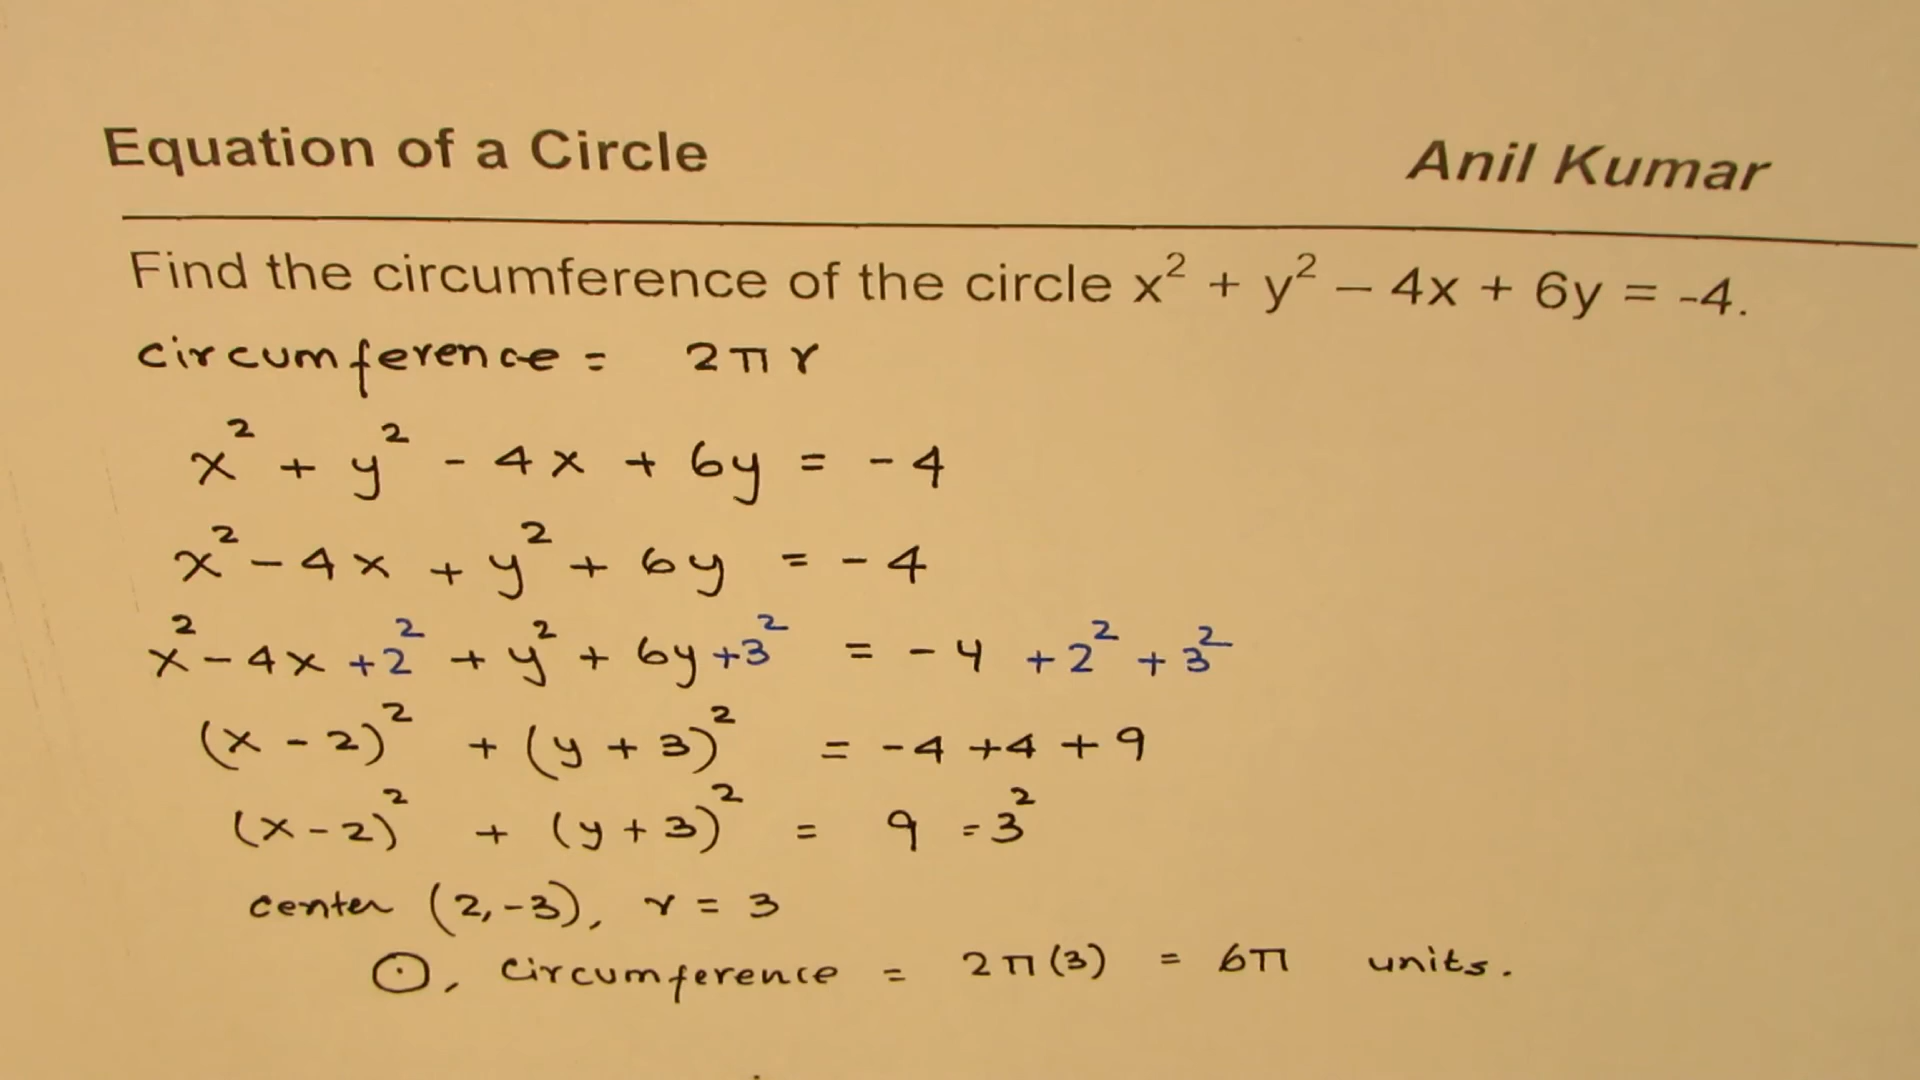 Equation of a Circle
Anil Kumar
Find the circumference of the circle x² + y² – 4x + 6y = -4.
circumference = 2πr
x² + y² - 4x + 6y = -4
x² - 4x + y² + 6y = -4
x² - 4x + 2² + y² + 6y + 3² = -4 + 2² + 3²
(x - 2)² + (y + 3)² = -4 + 4 + 9
(x - 2)² + (y + 3)² = 9 = 3²
center (2, -3), r = 3
⊙, circumference = 2π(3) = 6π units.